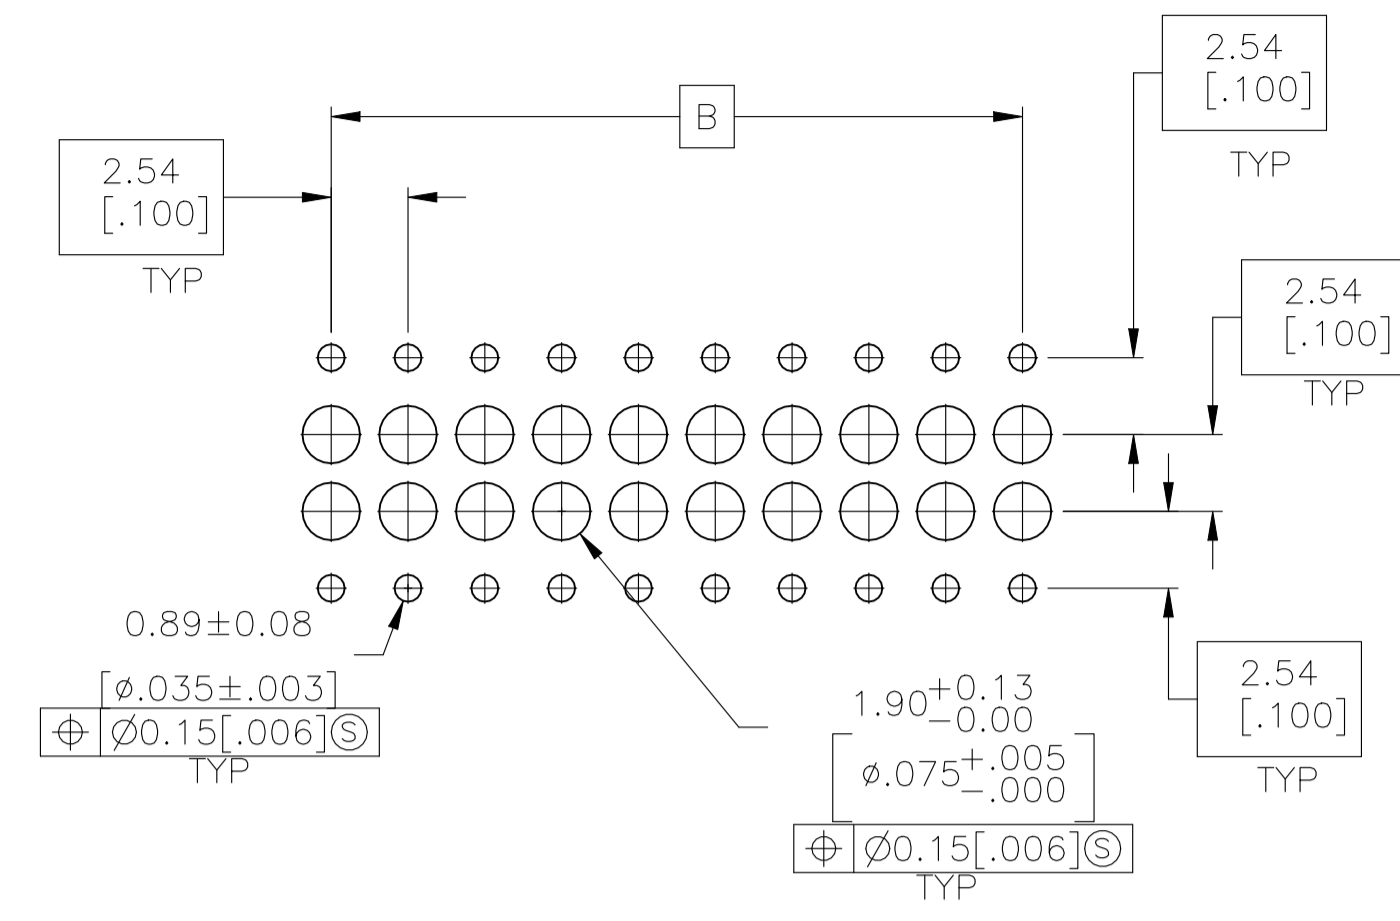 2.54
[.100]
TYP
B
2.54
[.100]
TYP
2.54
[.100]
TYP
0.89±0.08
[ø.035±.003]
⌖ Ø0.15[.006]Ⓢ
TYP
1.90+0.13
−0.00
[ø.075+.005
−.000]
⌖ Ø0.15[.006]Ⓢ
TYP
2.54
[.100]
TYP